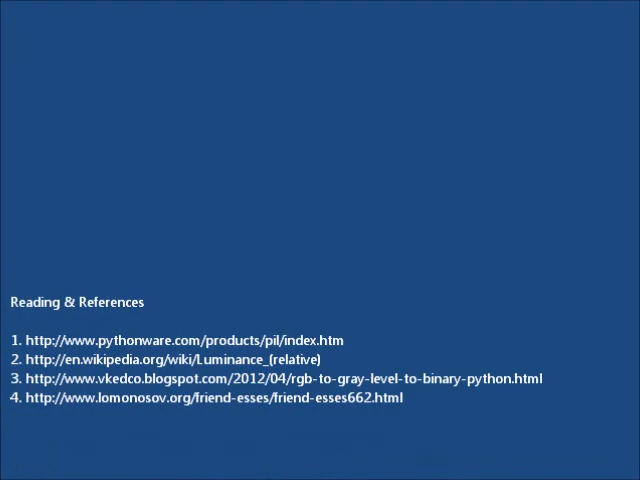 Reading & References
1. http://www.pythonware.com/products/pil/index.htm
2. http://en.wikipedia.org/wiki/Luminance_(relative)
3. http://www.vkedco.blogspot.com/2012/04/rgb-to-gray-level-to-binary-python.html
4. http://www.lomonosov.org/friend-esses/friend-esses662.html